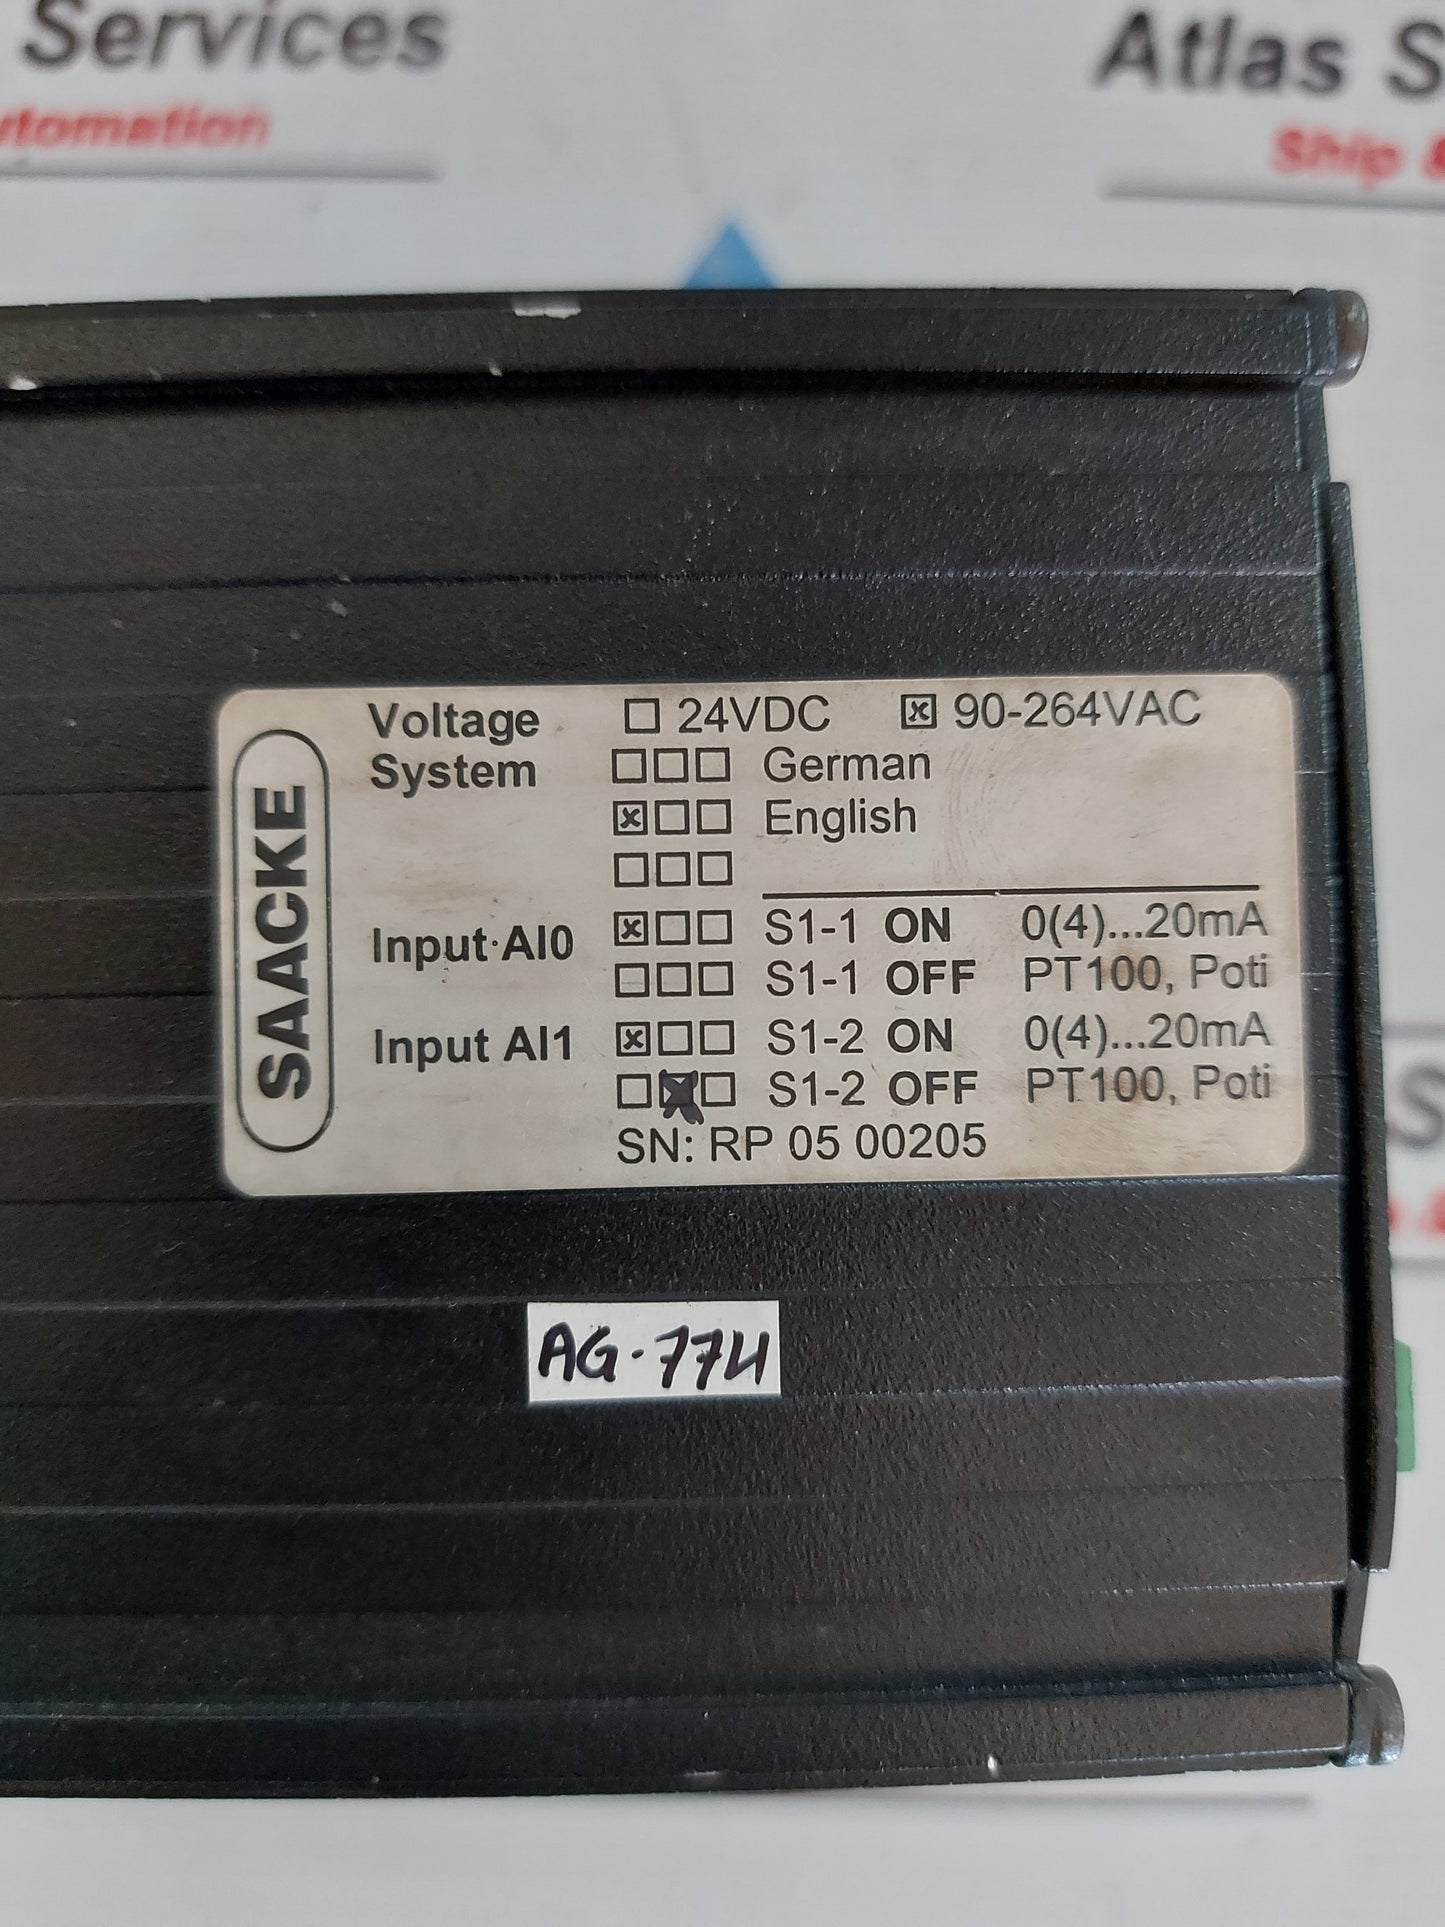 Services
Atlas S
Ship &
SAACKE
Voltage ☐ 24VDC ☒ 90-264VAC
System ☐☐☐ German
☒☐☐ English
☐☐☐
Input AI0 ☒☐☐ S1-1 ON 0(4)...20mA
☐☐☐ S1-1 OFF PT100, Poti
Input AI1 ☒☐☐ S1-2 ON 0(4)...20mA
☐☒☐ S1-2 OFF PT100, Poti
SN: RP 05 00205
AG-774